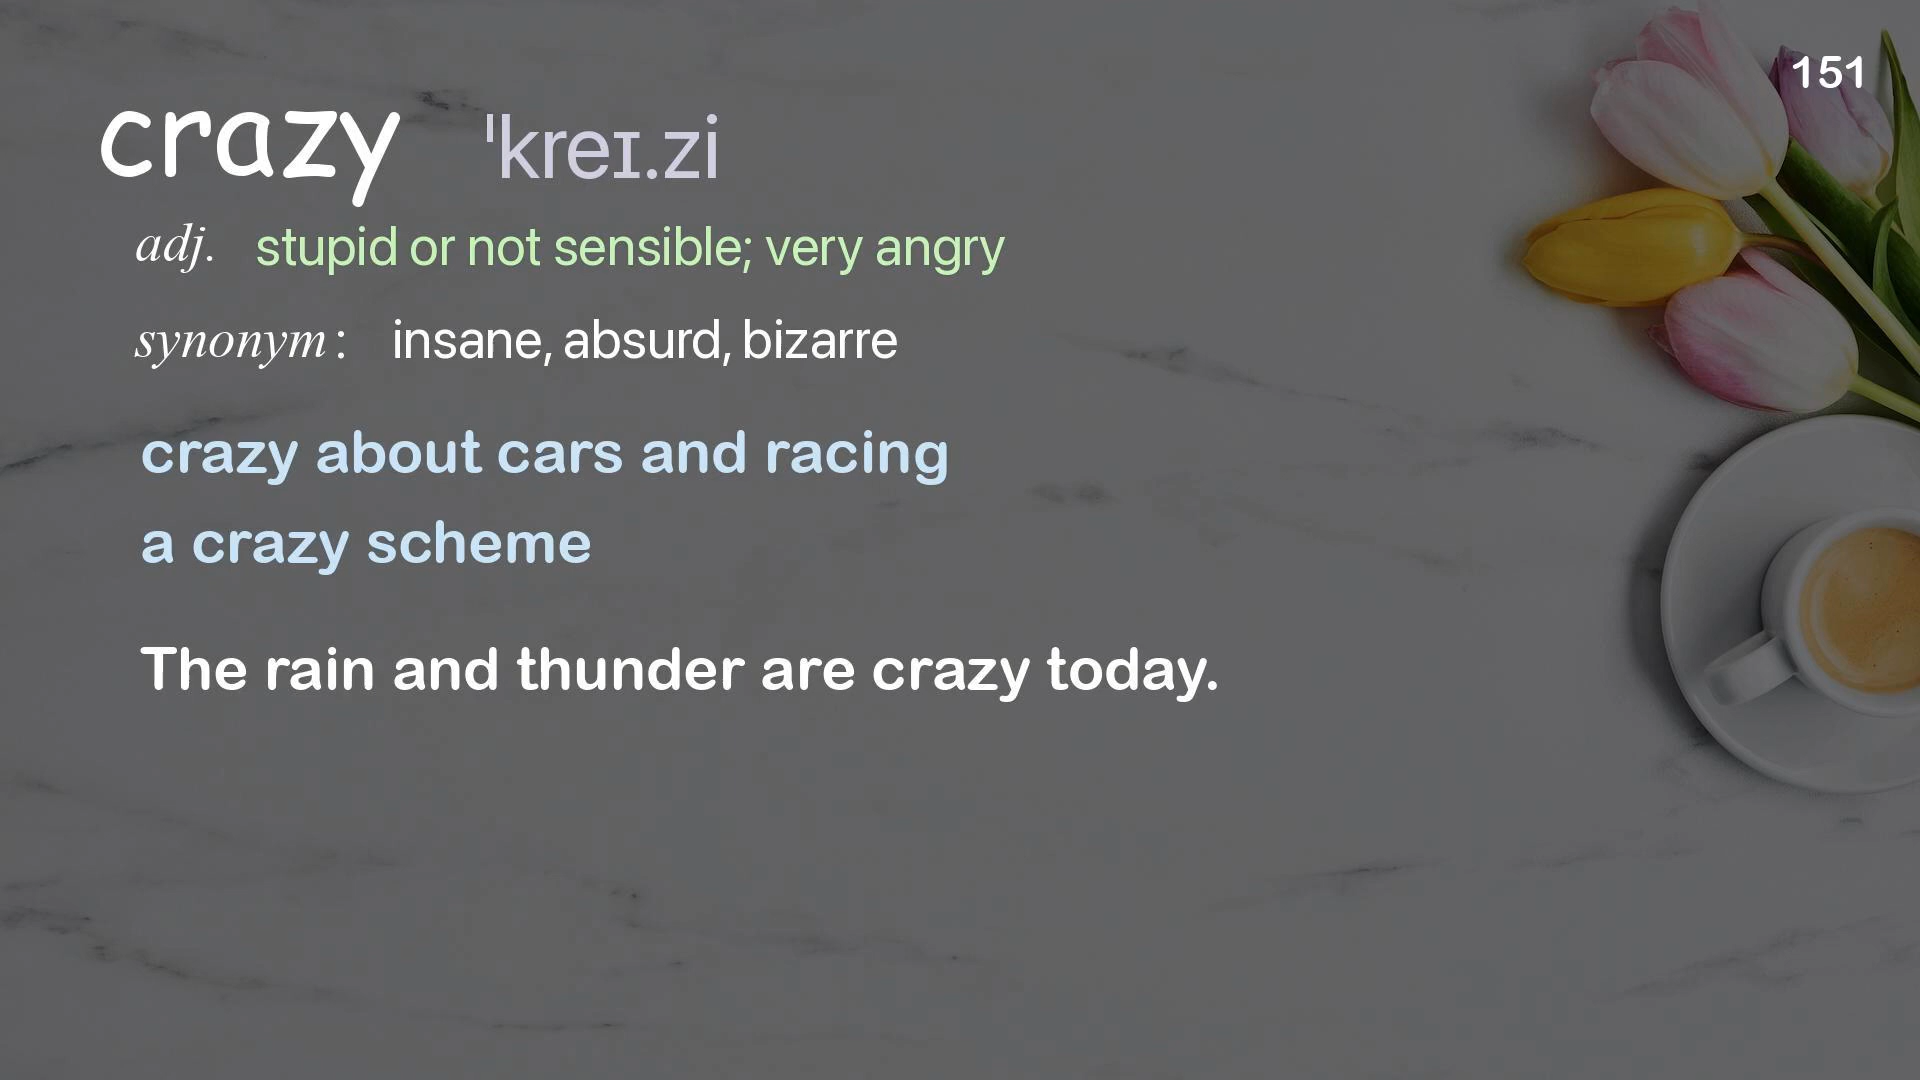 151
crazy ˈkreɪ.zi
adj. stupid or not sensible; very angry
synonym: insane, absurd, bizarre
crazy about cars and racing
a crazy scheme
The rain and thunder are crazy today.